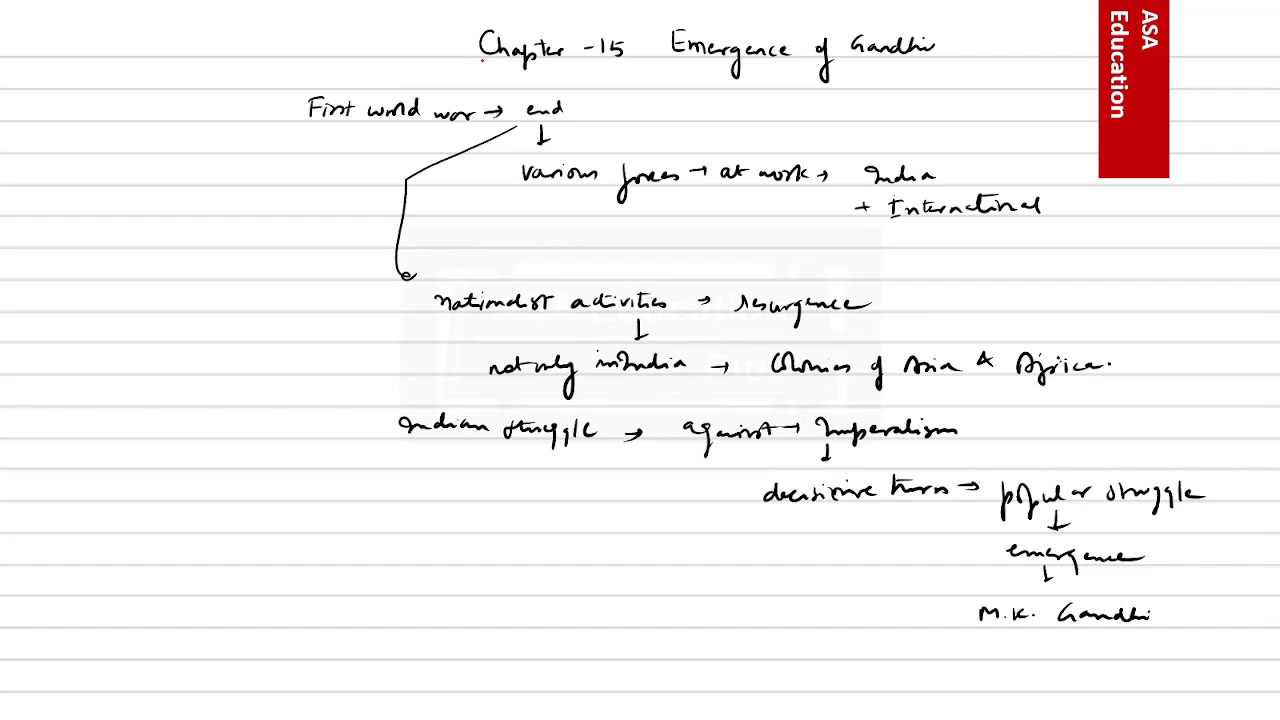 Chapter -15 Emergence of Gandhi
First world war → end
↓
various forces → at work → India
+ International
nationalist activities → resurgence
↓
not only in India → Colonies of Asia & Africa.
Indian struggle → against → Imperalism
↓
decisive turn → popular struggle
↓
emergence
↓
M.K. Gandhi
ASA
Education